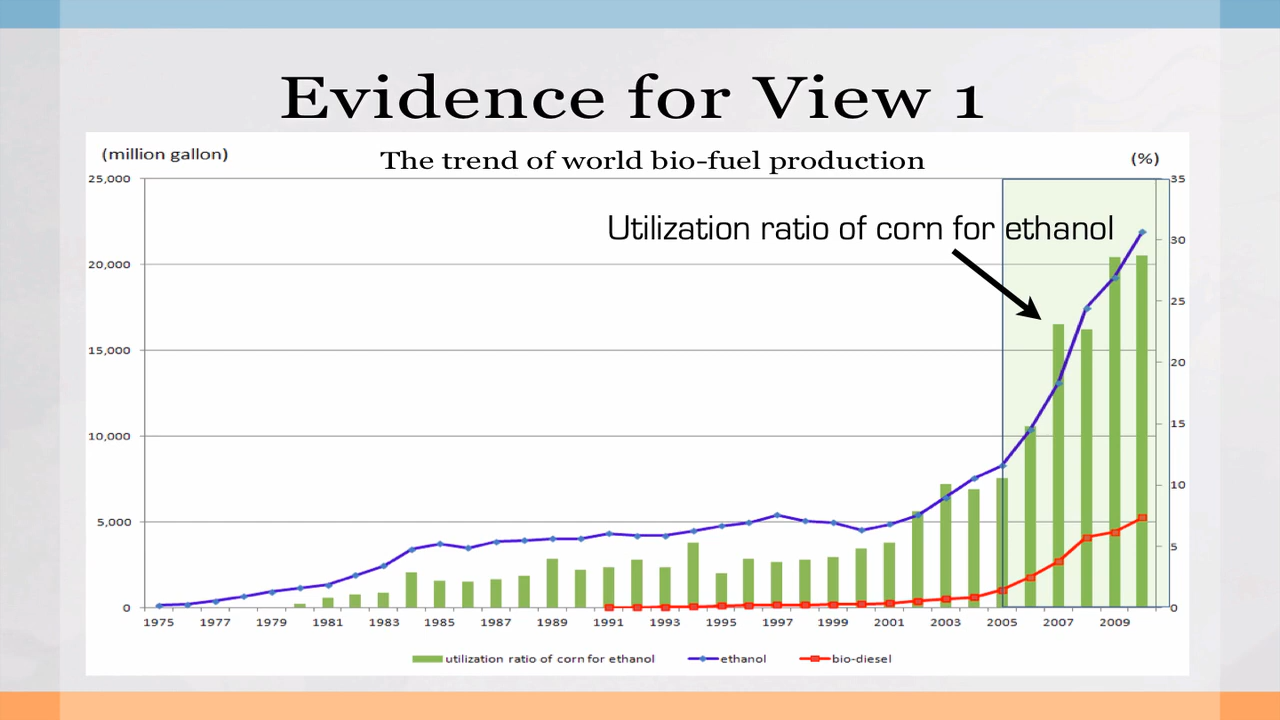 Evidence for View 1
(million gallon)
The trend of world bio-fuel production
(%)
25,000
20,000
15,000
10,000
5,000
0
Utilization ratio of corn for ethanol
35
30
25
20
15
10
5
0
1975 1977 1979 1981 1983 1985 1987 1989 1991 1993 1995 1997 1999 2001 2003 2005 2007 2009
utilization ratio of corn for ethanol ethanol bio-diesel